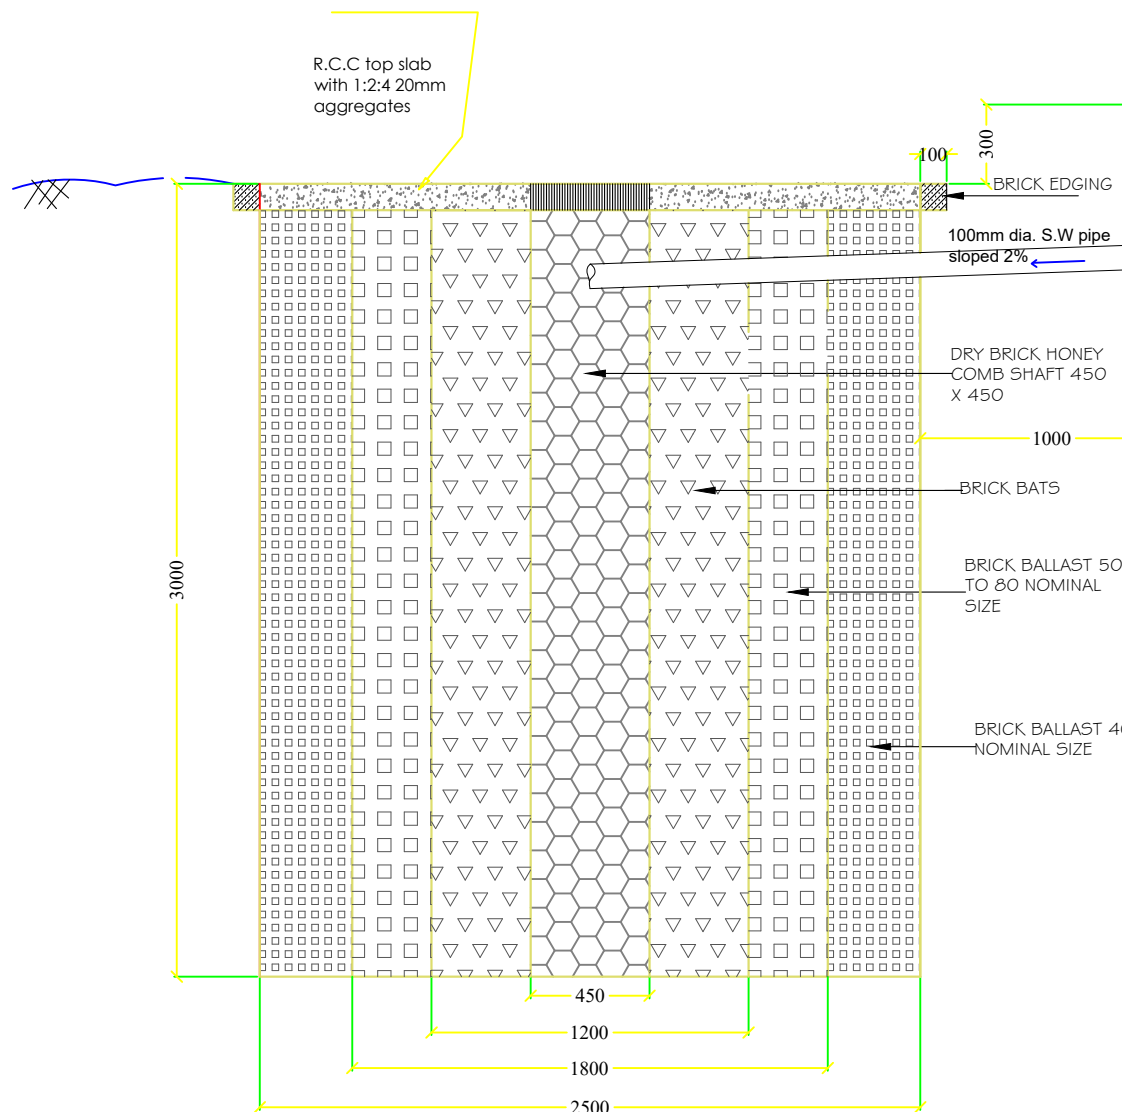 R.C.C top slab
with 1:2:4 20mm
aggregates
300
100
BRICK EDGING
100mm dia. S.W pipe
sloped 2%
DRY BRICK HONEY
COMB SHAFT 450
X 450
1000
BRICK BATS
3000
BRICK BALLAST 50
TO 80 NOMINAL
SIZE
BRICK BALLAST 40
NOMINAL SIZE
450
1200
1800
2500